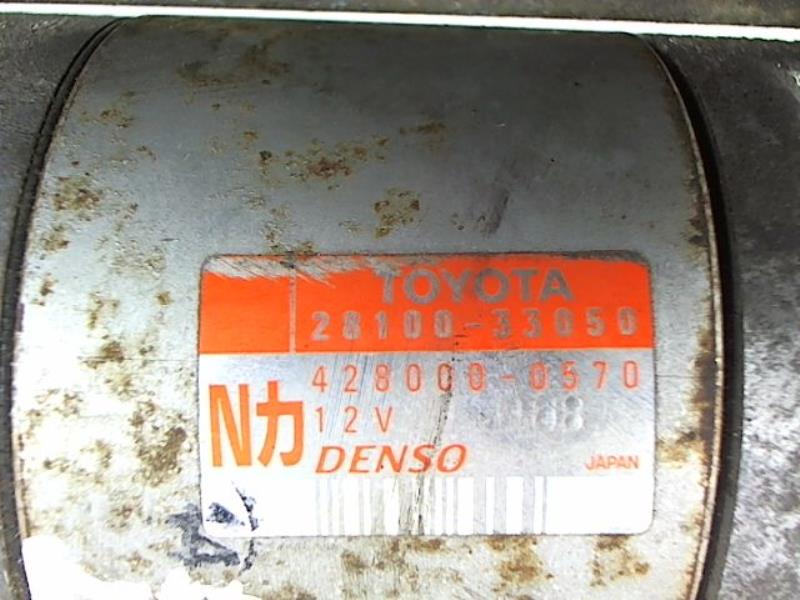 TOYOTA
28100-33050
428000-0570
Nカ
12V
DENSO
JAPAN